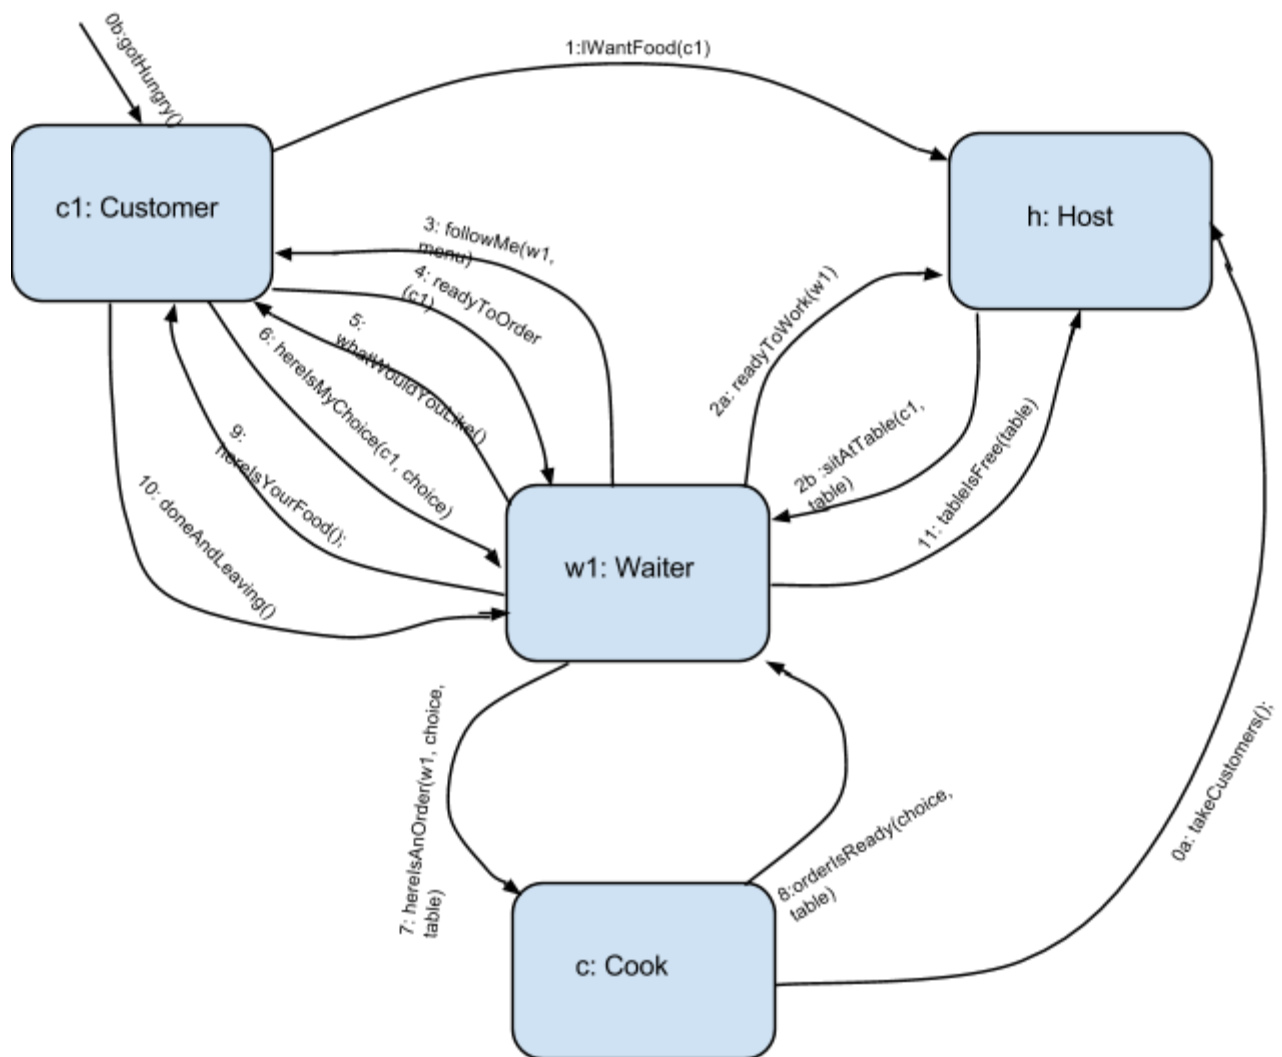 0b:gotHungry()
1:IWantFood(c1)
c1: Customer
h: Host
3: followMe(w1,
menu)
4: readyToOrder
(c1)
5:
whatWouldYouLike()
6: hereIsMyChoice(c1, choice)
2a: readyToWork(w1)
2b :sitAtTable(c1,
table)
9:
hereIsYourFood();
10: doneAndLeaving()
11: tableIsFree(table)
w1: Waiter
7: hereIsAnOrder(w1, choice,
table)
8:orderIsReady(choice,
table)
0a: takeCustomers();
c: Cook